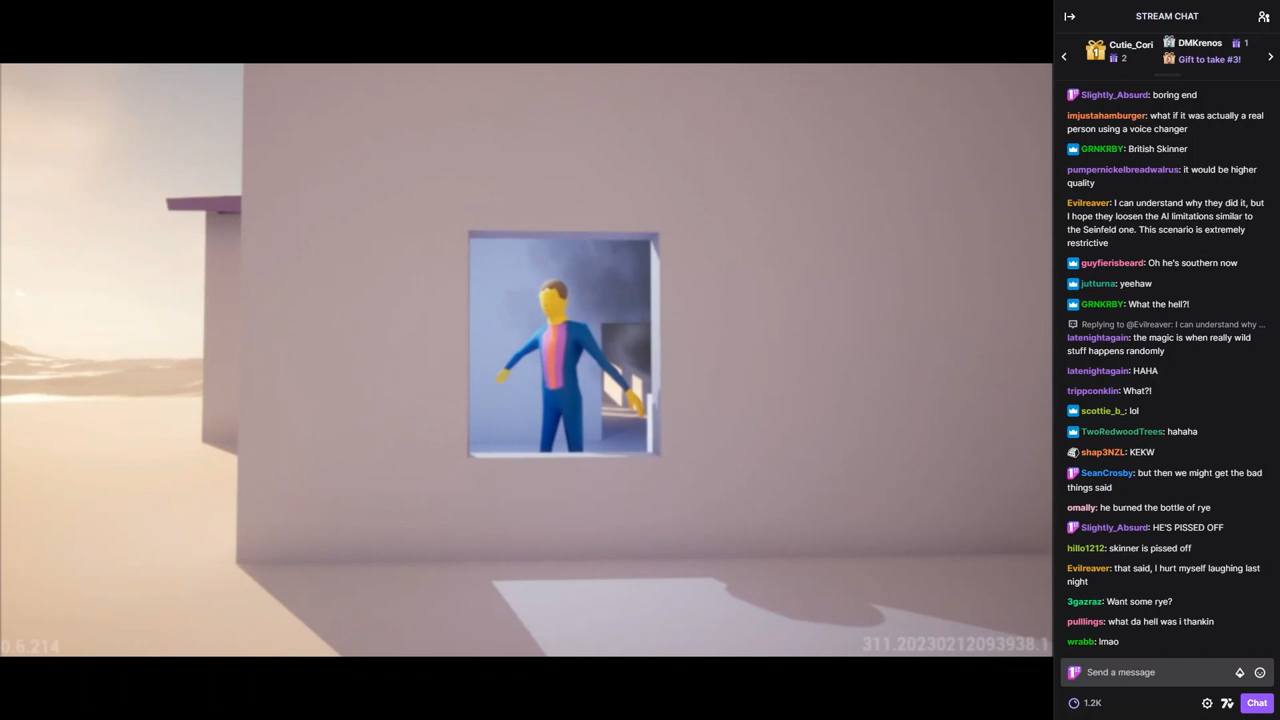 STREAM CHAT
1 Cutie_Cori
2
DMKrenos 1
Gift to take #3!
Slightly_Absurd: boring end
imjustahamburger: what if it was actually a real
person using a voice changer
GRNKRBY: British Skinner
pumpernickelbreadwalrus: it would be higher
quality
Evilreaver: I can understand why they did it, but
I hope they loosen the AI limitations similar to
the Seinfeld one. This scenario is extremely
restrictive
guyfierisbeard: Oh he's southern now
jutturna: yeehaw
GRNKRBY: What the hell?!
Replying to @Evilreaver: I can understand why ...
latenightagain: the magic is when really wild
stuff happens randomly
latenightagain: HAHA
trippconklin: What?!
scottie_b_: lol
TwoRedwoodTrees: hahaha
shap3NZL: KEKW
SeanCrosby: but then we might get the bad
things said
omally: he burned the bottle of rye
Slightly_Absurd: HE'S PISSED OFF
hillo1212: skinner is pissed off
Evilreaver: that said, I hurt myself laughing last
night
3gazraz: Want some rye?
pulllings: what da hell was i thankin
wrabb: lmao
0.6.214
311.20230212093938.1
Send a message
1.2K
Chat